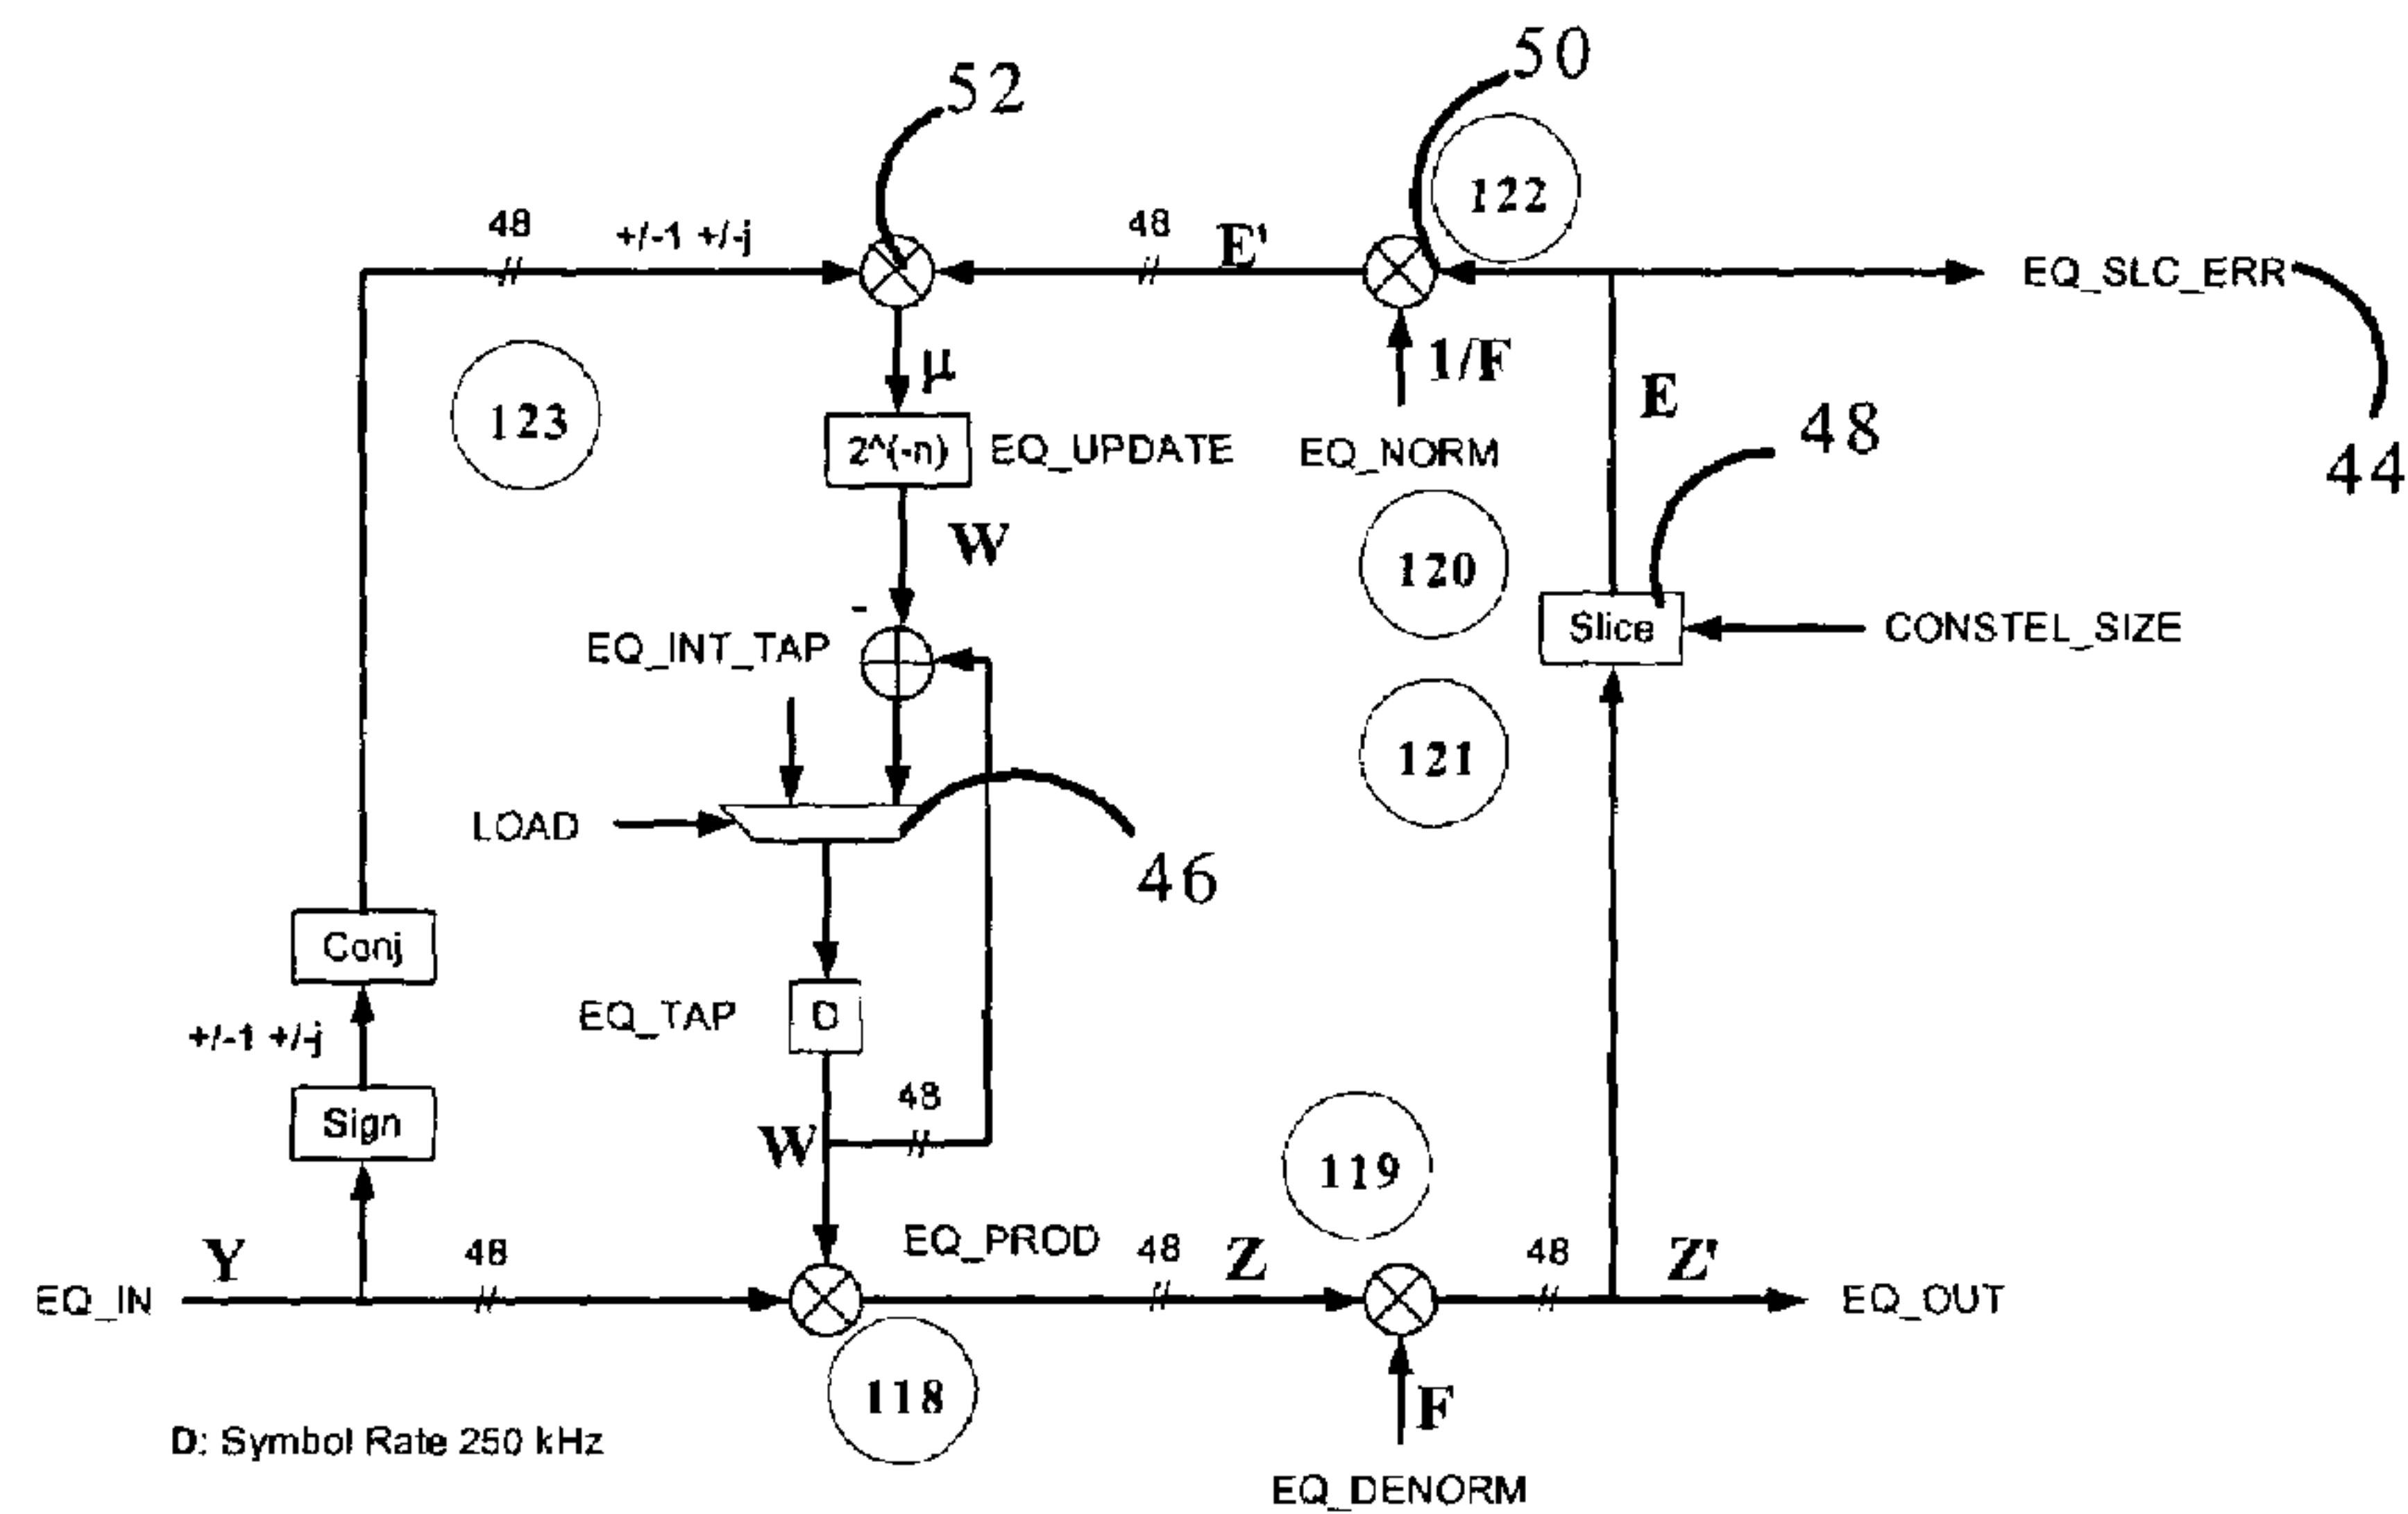 52
50
122
48
+/-1 +/-j
48
E'
EQ_SLC_ERR
123
µ
1/F
E
48
44
2^(-n)
EQ_UPDATE
EQ_NORM
W
120
-
EQ_INT_TAP
Slice
CONSTEL_SIZE
121
LOAD
46
Conj
EQ_TAP
D
+/-1 +/-j
48
Sign
W
119
Y
48
EQ_PROD
48
Z
48
Z'
EQ_IN
EQ_OUT
118
F
D: Symbol Rate 250 kHz
EQ_DENORM